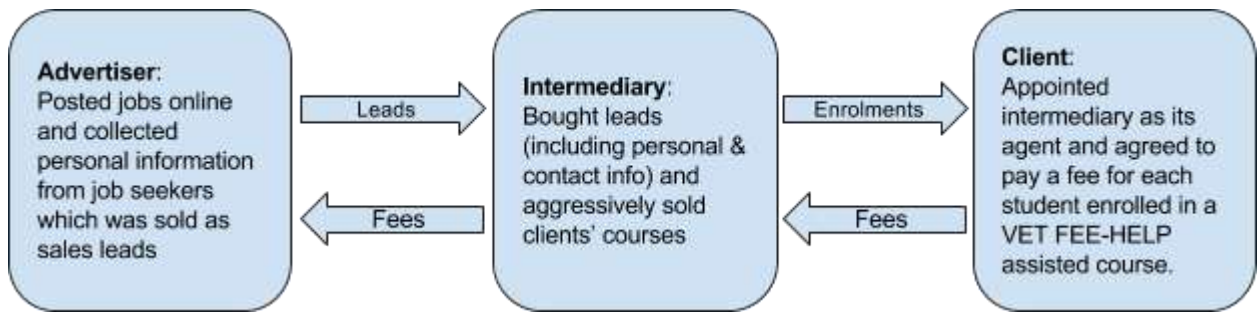 Advertiser:
Posted jobs online
and collected
personal information
from job seekers
which was sold as
sales leads
Leads
Fees
Intermediary:
Bought leads
(including personal &
contact info) and
aggressively sold
clients' courses
Enrolments
Fees
Client:
Appointed
intermediary as its
agent and agreed to
pay a fee for each
student enrolled in a
VET FEE-HELP
assisted course.